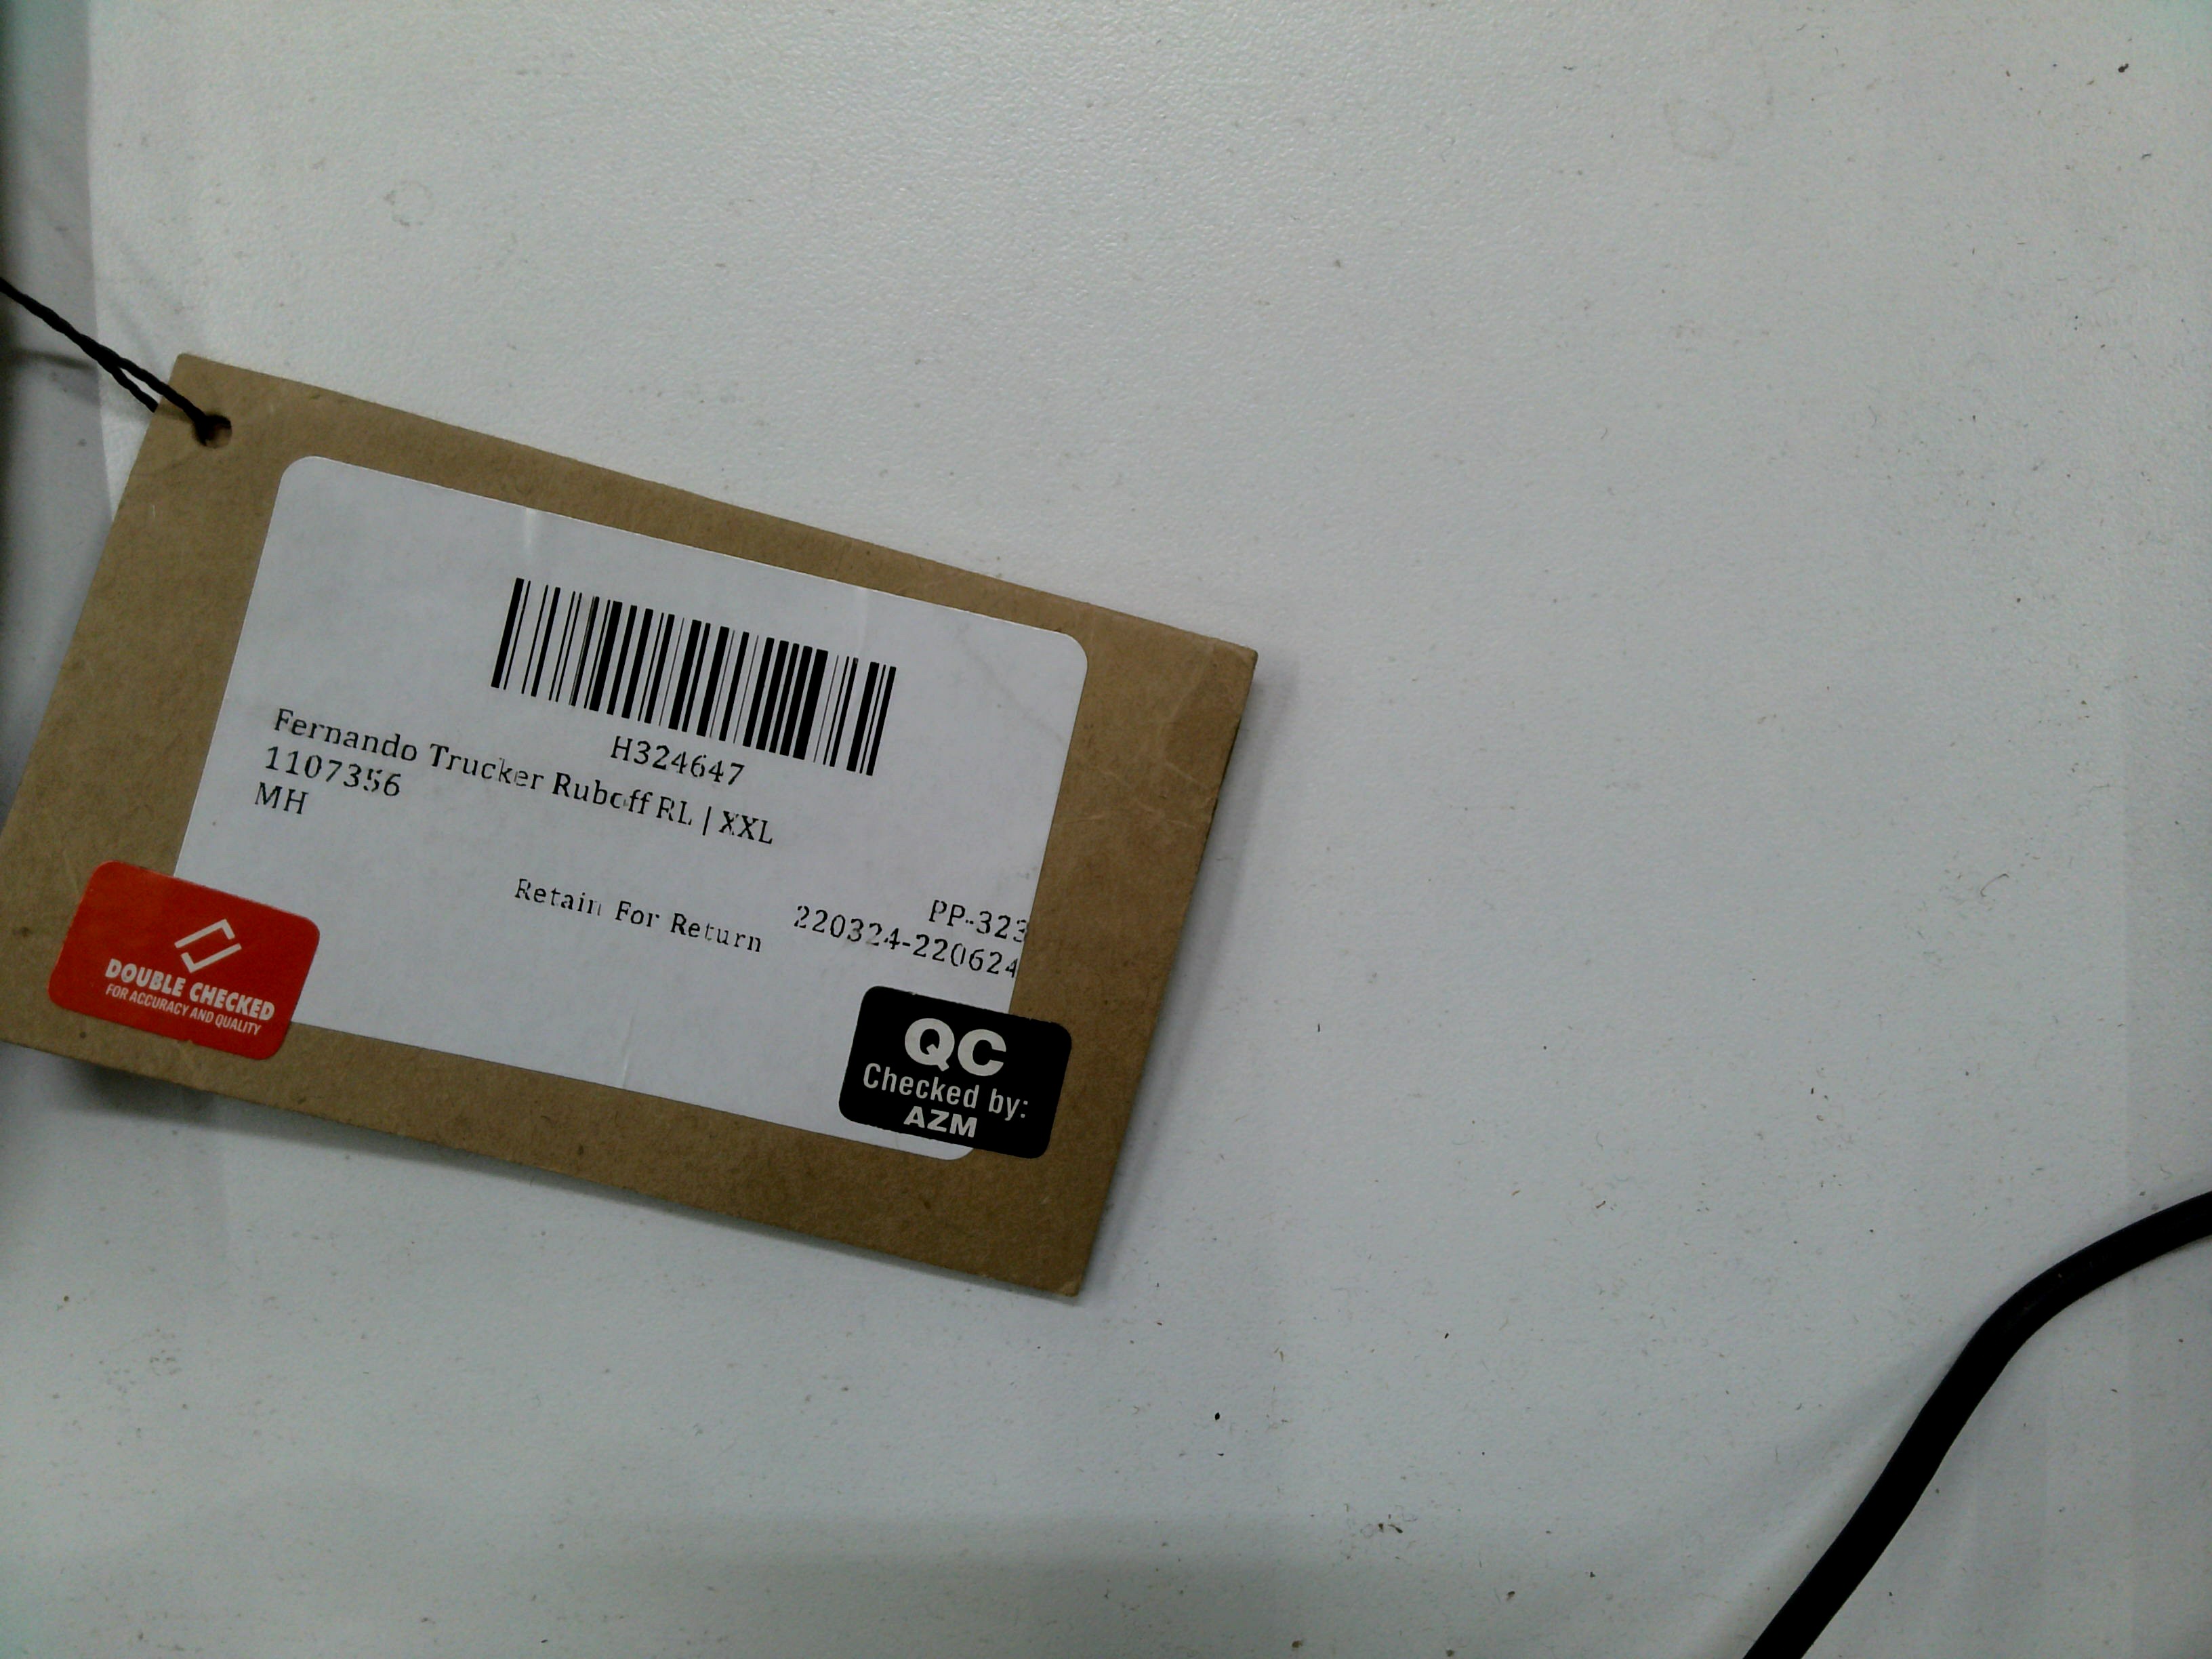 H324647
Fernando Trucker Ruboff RL | XXL
1107356
MH
Retain For Return
PP-323
220324-220624
DOUBLE CHECKED
FOR ACCURACY AND QUALITY
QC
Checked by:
AZM